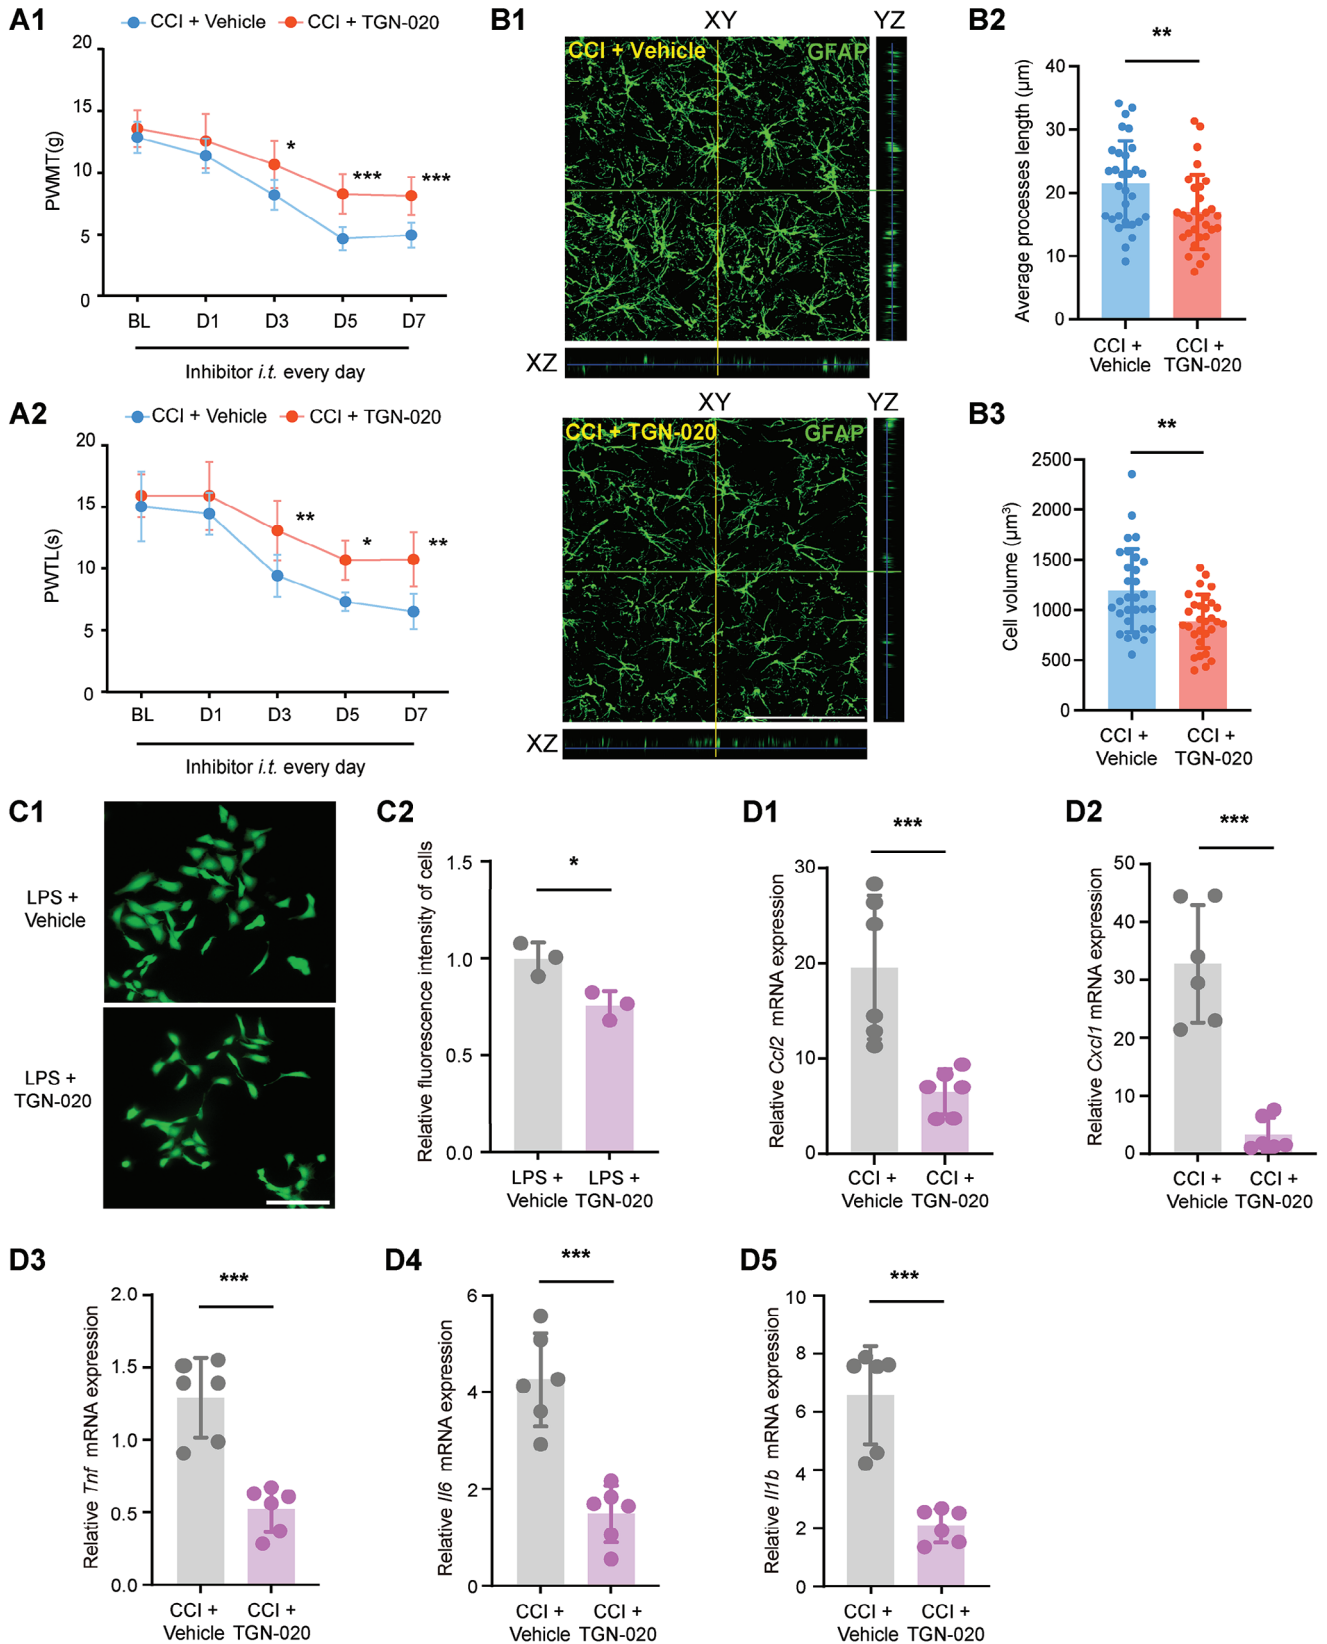 A1
CCI + Vehicle
CCI + TGN-020
PWMT(g)
20
15
10
5
0
*
***
***
BL
D1
D3
D5
D7
Inhibitor i.t. every day
A2
CCI + Vehicle
CCI + TGN-020
PWTL(s)
20
15
10
5
0
**
*
**
BL
D1
D3
D5
D7
Inhibitor i.t. every day
B1
XY
YZ
CCI + Vehicle
GFAP
XZ
XY
YZ
CCI + TGN-020
GFAP
XZ
B2
**
Average processes length (µm)
40
30
20
10
0
CCI +
Vehicle
CCI +
TGN-020
B3
**
Cell volume (µm³)
2500
2000
1500
1000
500
0
CCI +
Vehicle
CCI +
TGN-020
C1
LPS +
Vehicle
LPS +
TGN-020
C2
*
Relative fluorescence intensity of cells
1.5
1.0
0.5
0.0
LPS +
Vehicle
LPS +
TGN-020
D1
***
Relative Ccl2 mRNA expression
30
20
10
0
CCI +
Vehicle
CCI +
TGN-020
D2
***
Relative Cxcl1 mRNA expression
50
40
30
20
10
0
CCI +
Vehicle
CCI +
TGN-020
D3
***
Relative Tnf mRNA expression
2.0
1.5
1.0
0.5
0.0
CCI +
Vehicle
CCI +
TGN-020
D4
***
Relative Il6 mRNA expression
6
4
2
0
CCI +
Vehicle
CCI +
TGN-020
D5
***
Relative Il1b mRNA expression
10
8
6
4
2
0
CCI +
Vehicle
CCI +
TGN-020